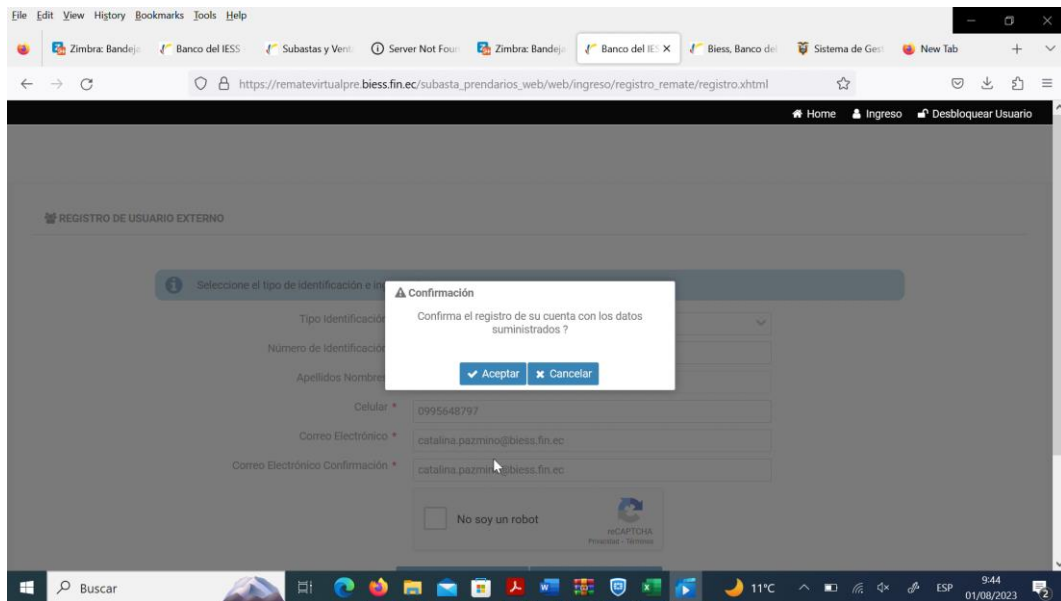 File Edit View History Bookmarks Tools Help
Zimbra: Bandeja Banco del IESS Subastas y Vent Server Not Foun Zimbra: Bandeja Banco del IES Biess, Banco del Sistema de Gest New Tab
https://rematevirtualpre.biess.fin.ec/subasta_prendarios_web/web/ingreso/registro_remate/registro.xhtml
Home Ingreso Desbloquear Usuario
REGISTRO DE USUARIO EXTERNO
Seleccione el tipo de identificación e in
Confirmación
Confirma el registro de su cuenta con los datos
suministrados ?
Aceptar Cancelar
Tipo Identificación
Número de Identificación
Apellidos Nombres
Celular * 0995648797
Correo Electrónico * catalina.pazmino@biess.fin.ec
Correo Electrónico Confirmación * catalina.pazmino@biess.fin.ec
No soy un robot
reCAPTCHA
Privacidad - Términos
Buscar
11°C
ESP
9:44
01/08/2023
2